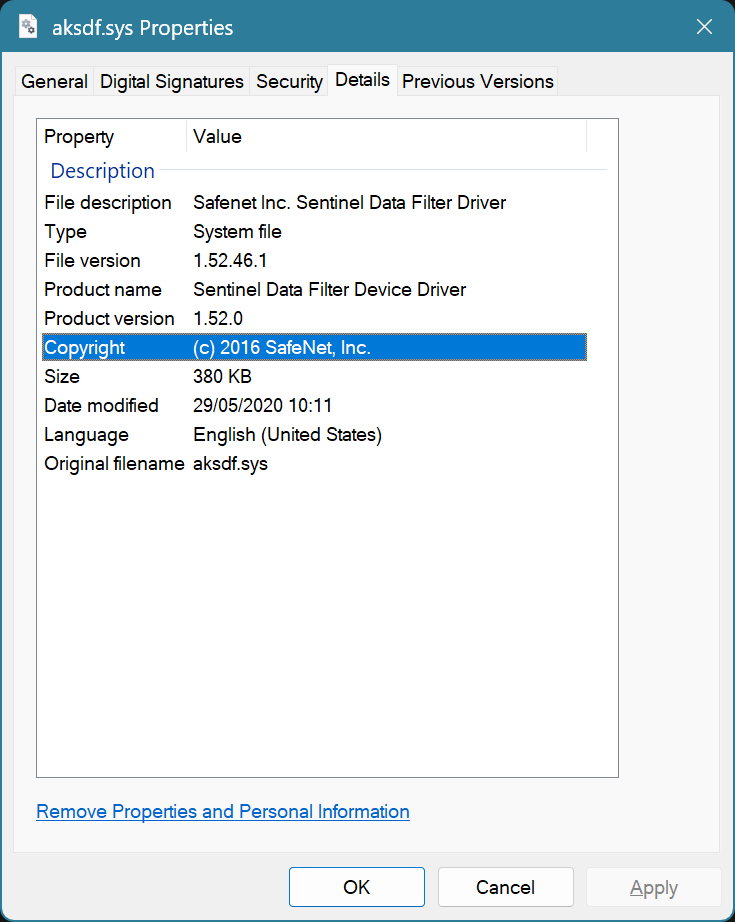 aksdf.sys Properties
General Digital Signatures Security Details Previous Versions
Property Value
Description
File description Safenet Inc. Sentinel Data Filter Driver
Type System file
File version 1.52.46.1
Product name Sentinel Data Filter Device Driver
Product version 1.52.0
Copyright (c) 2016 SafeNet, Inc.
Size 380 KB
Date modified 29/05/2020 10:11
Language English (United States)
Original filename aksdf.sys
Remove Properties and Personal Information
OK Cancel Apply